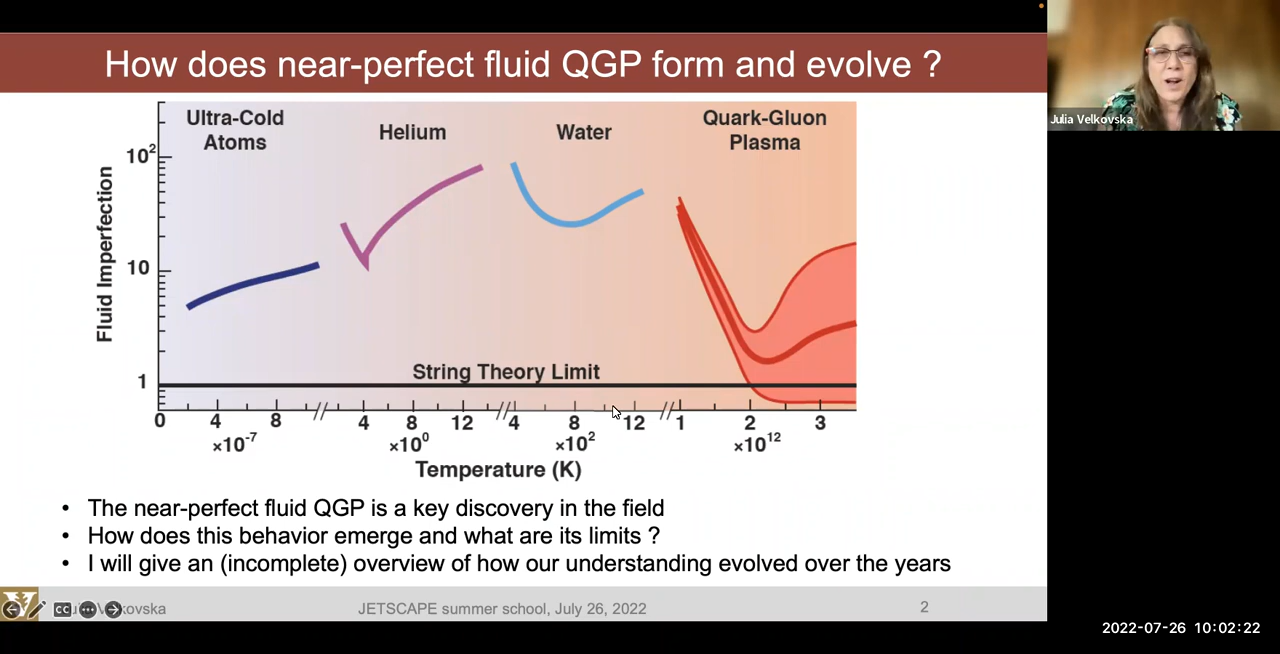 How does near-perfect fluid QGP form and evolve ?
Julia Velkovska
Ultra-Cold
Atoms
Helium
Water
Quark-Gluon
Plasma
Fluid Imperfection
10²
10
1
String Theory Limit
0 4 8 4 8 12 4 8 12 1 2 3
×10⁻⁷ ×10⁰ ×10² ×10¹²
Temperature (K)
• The near-perfect fluid QGP is a key discovery in the field
• How does this behavior emerge and what are its limits ?
• I will give an (incomplete) overview of how our understanding evolved over the years
CC
JETSCAPE summer school, July 26, 2022
2
2022-07-26 10:02:22